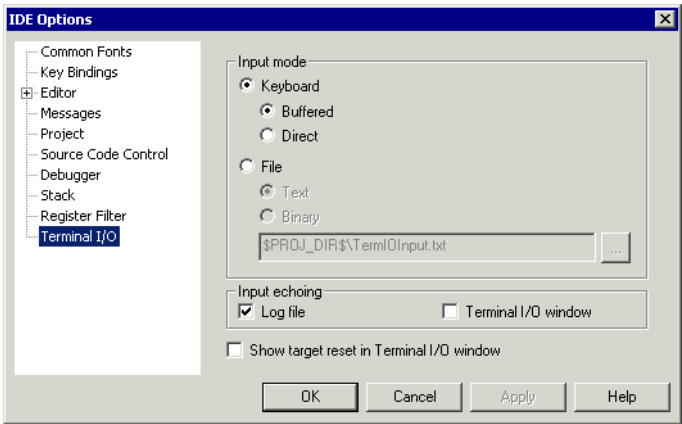 IDE Options
Common Fonts
Key Bindings
Editor
Messages
Project
Source Code Control
Debugger
Stack
Register Filter
Terminal I/O
Input mode
Keyboard
Buffered
Direct
File
Text
Binary
$PROJ_DIR$\TermIOInput.txt
...
Input echoing
Log file Terminal I/O window
Show target reset in Terminal I/O window
OK Cancel Apply Help